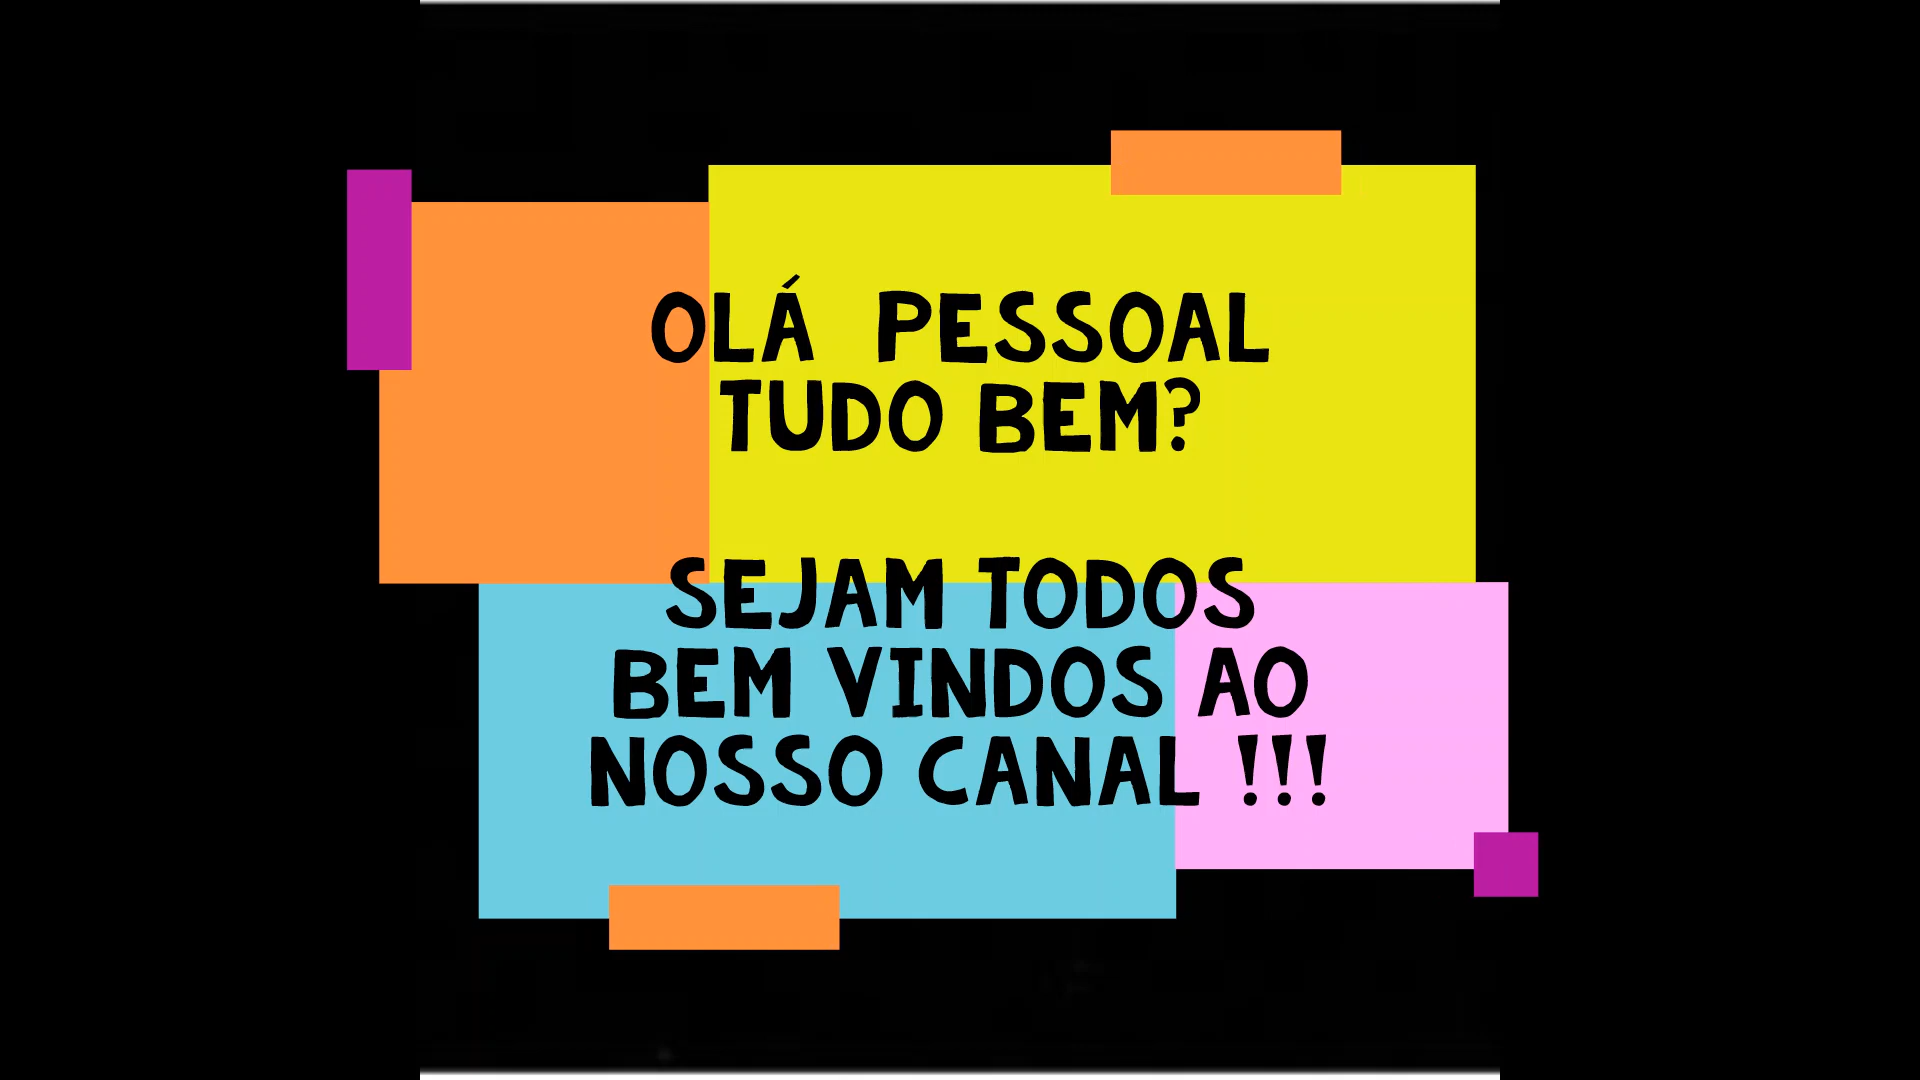 OLÁ PESSOAL
TUDO BEM?
SEJAM TODOS
BEM VINDOS AO
NOSSO CANAL !!!